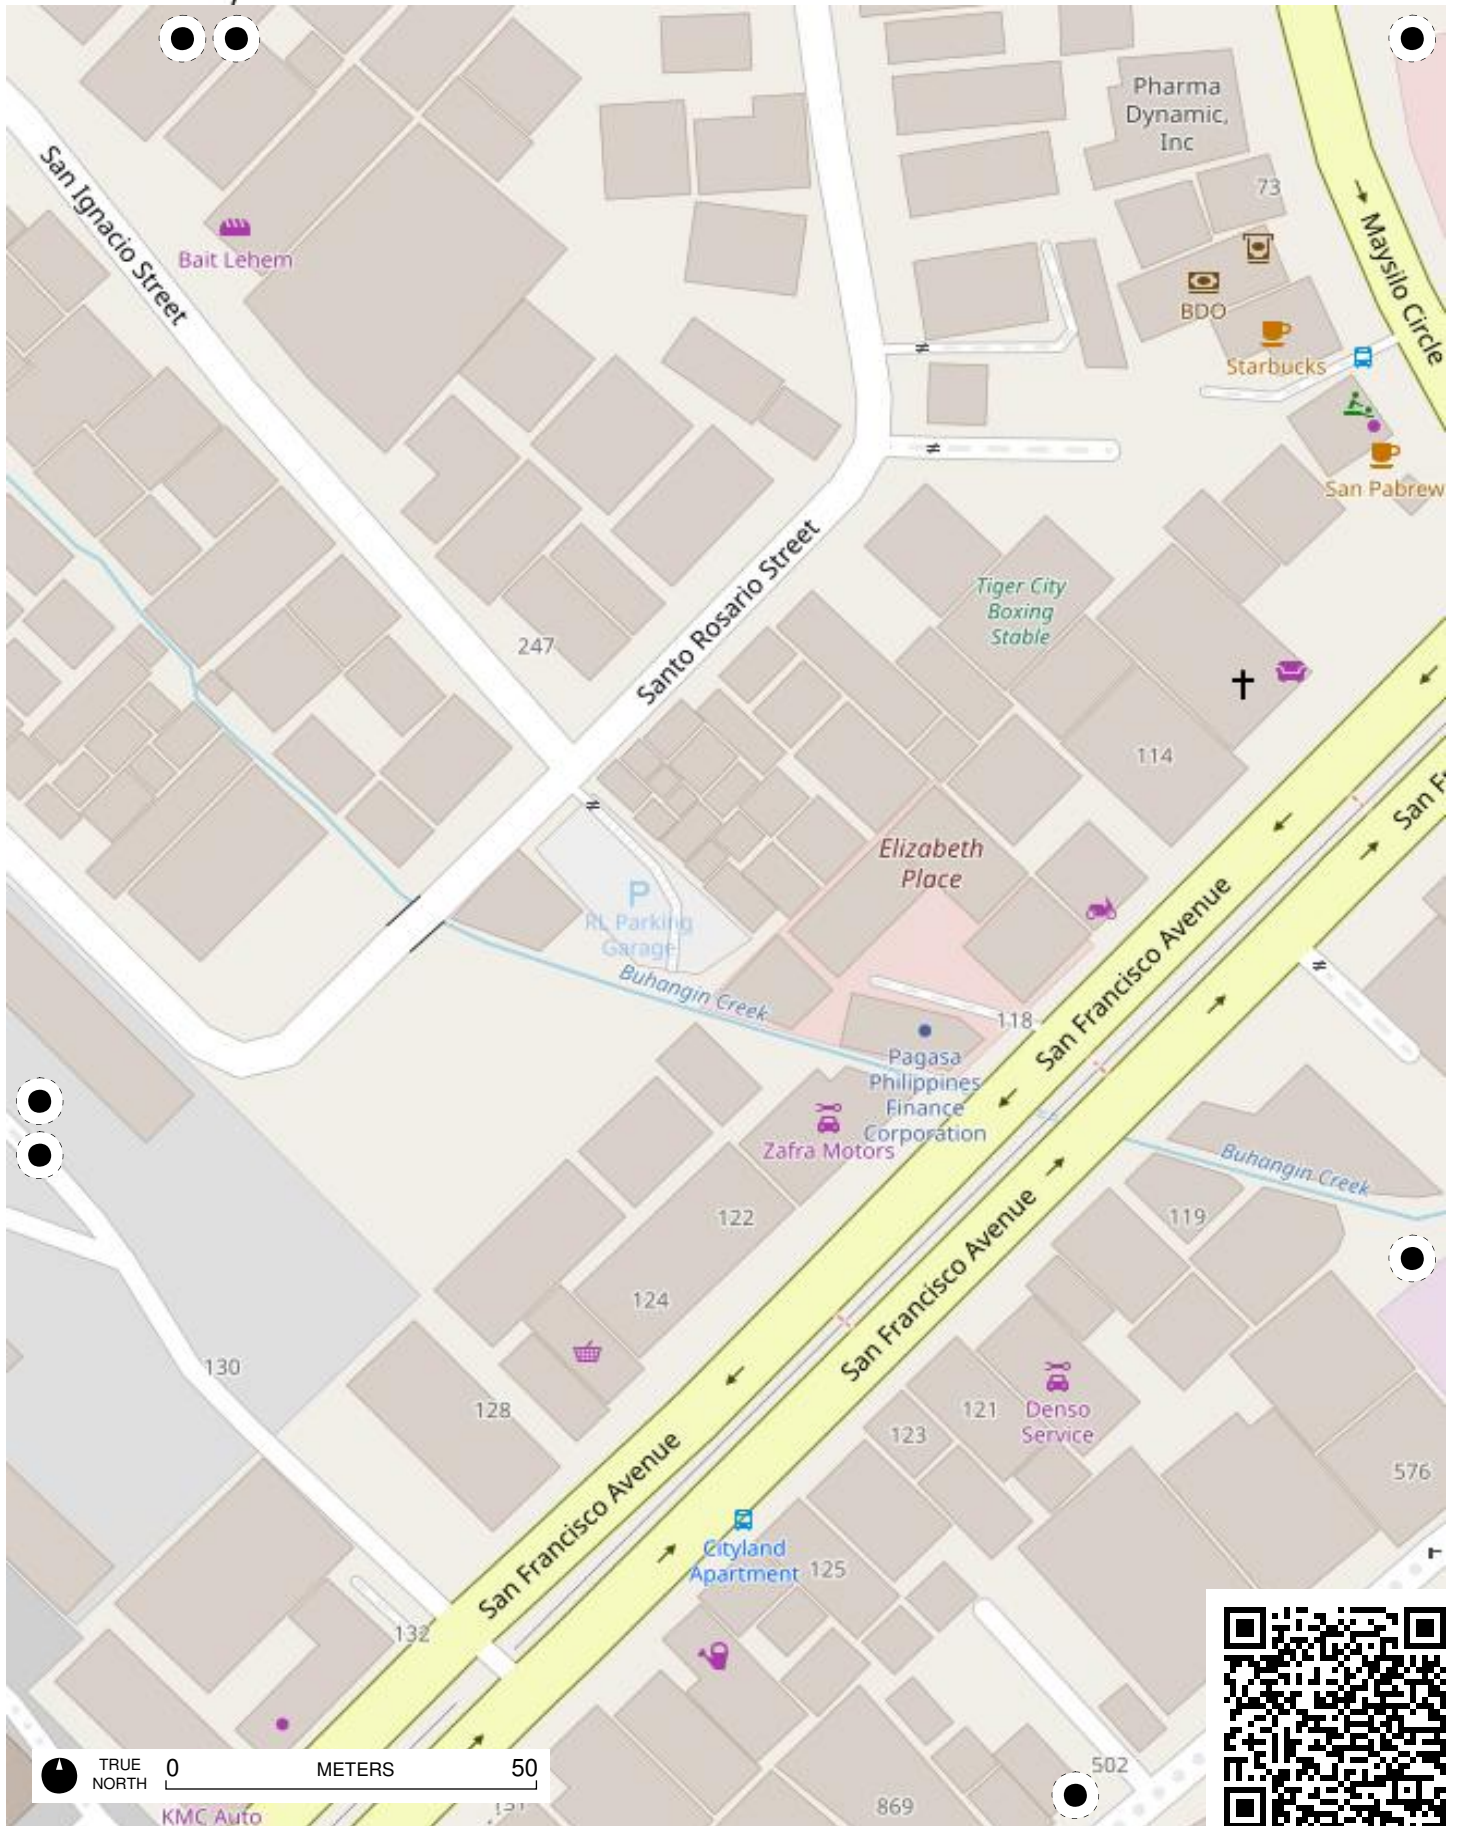 Pharma
Dynamic,
Inc
73
San Ignacio Street
Bait Lehem
Maysilo Circle
BDO
Starbucks
San Pabrew
Tiger City
Boxing
Stable
247
Santo Rosario Street
114
San Fr
Elizabeth
Place
P
RL Parking
Garage
San Francisco Avenue
Buhangin Creek
118
Pagasa
Philippines
Finance
Corporation
Zafra Motors
Buhangin Creek
122
119
San Francisco Avenue
124
130
128
121
Denso
Service
123
576
San Francisco Avenue
Cityland
Apartment
125
132
TRUE
NORTH
0
METERS
50
502
KMC Auto
131
869